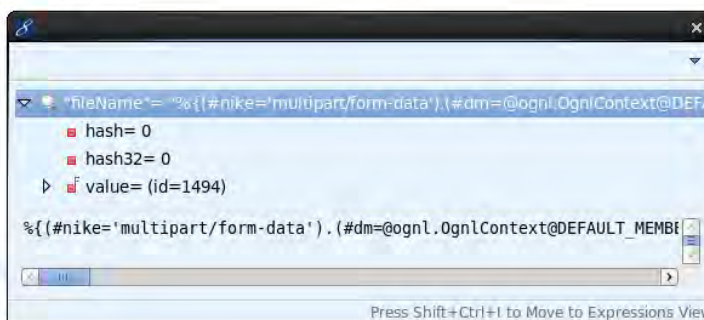 "fileName"= "%{(#nike='multipart/form-data').(#dm=@ognl.OgnlContext@DEFA
hash= 0
hash32= 0
value= (id=1494)
%{(#nike='multipart/form-data').(#dm=@ognl.OgnlContext@DEFAULT_MEMBE
Press Shift+Ctrl+I to Move to Expressions View